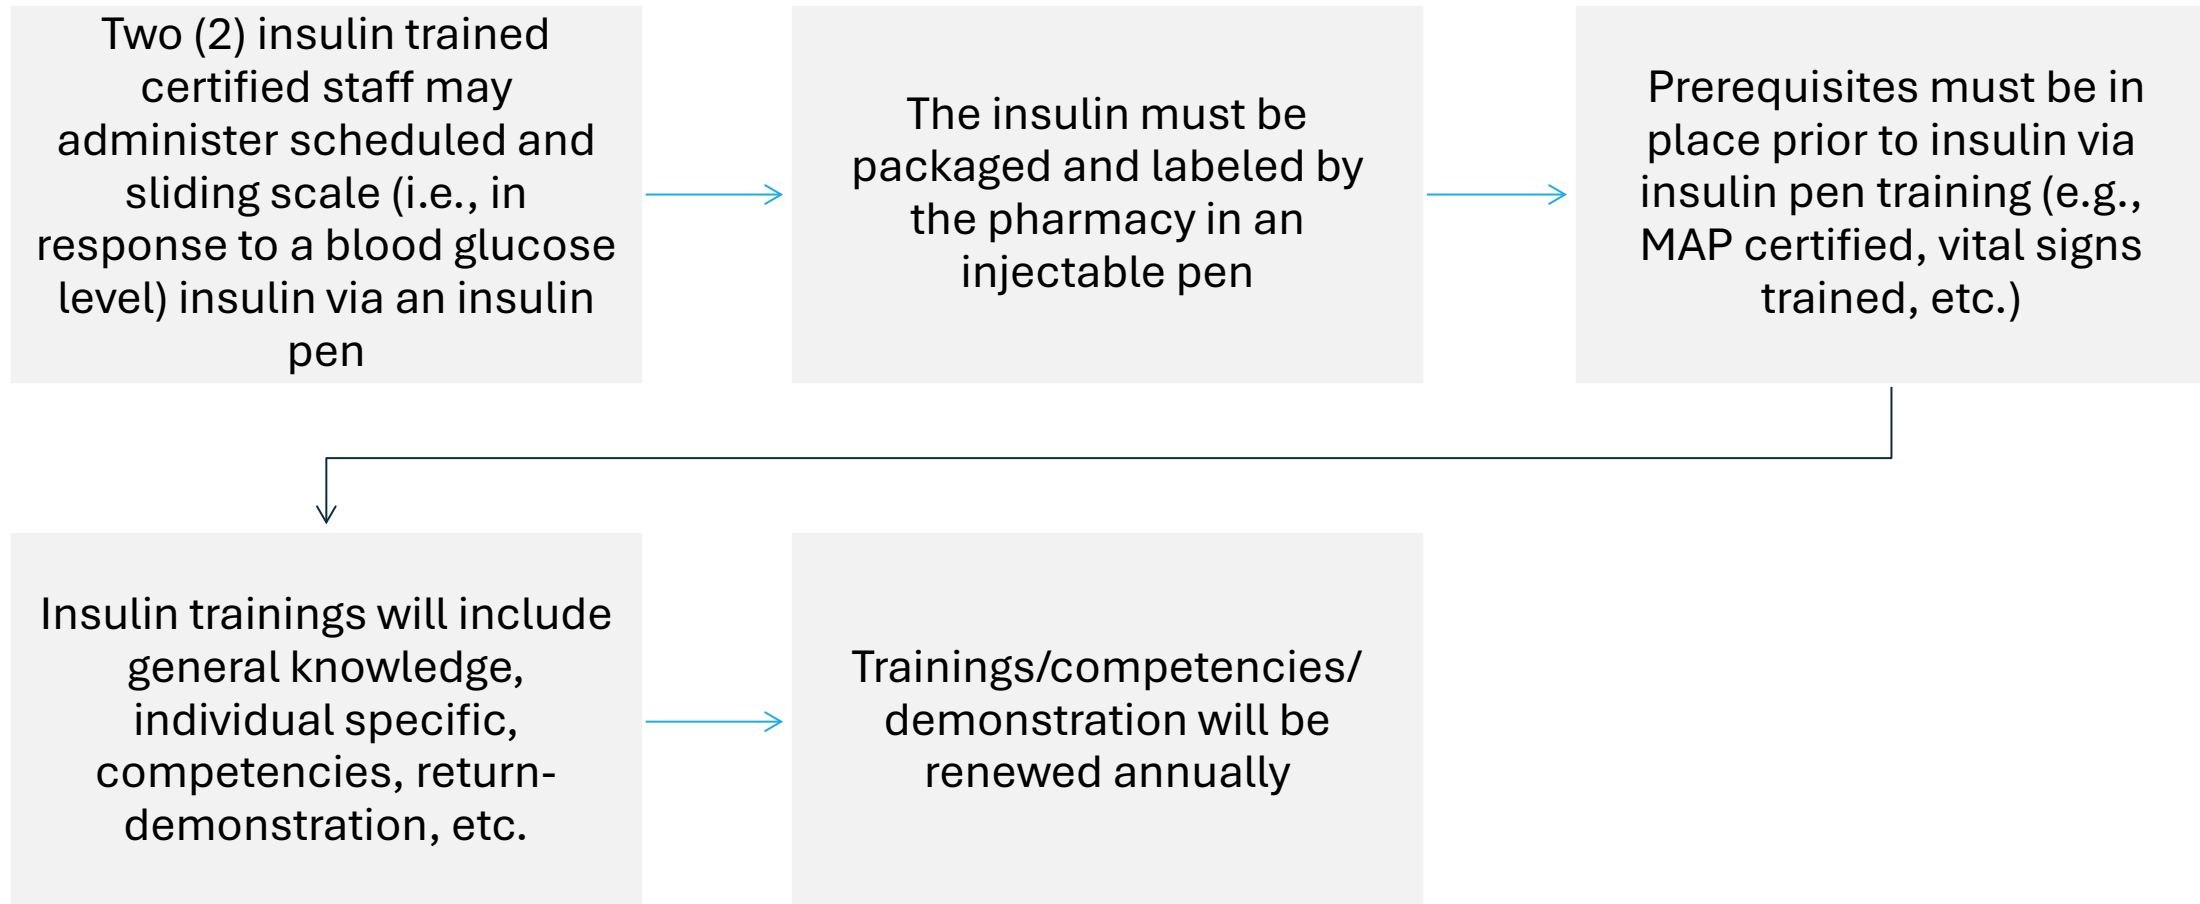 Two (2) insulin trained
certified staff may
administer scheduled and
sliding scale (i.e., in
response to a blood glucose
level) insulin via an insulin
pen
The insulin must be
packaged and labeled by
the pharmacy in an
injectable pen
Prerequisites must be in
place prior to insulin via
insulin pen training (e.g.,
MAP certified, vital signs
trained, etc.)
Insulin trainings will include
general knowledge,
individual specific,
competencies, return-
demonstration, etc.
Trainings/competencies/
demonstration will be
renewed annually